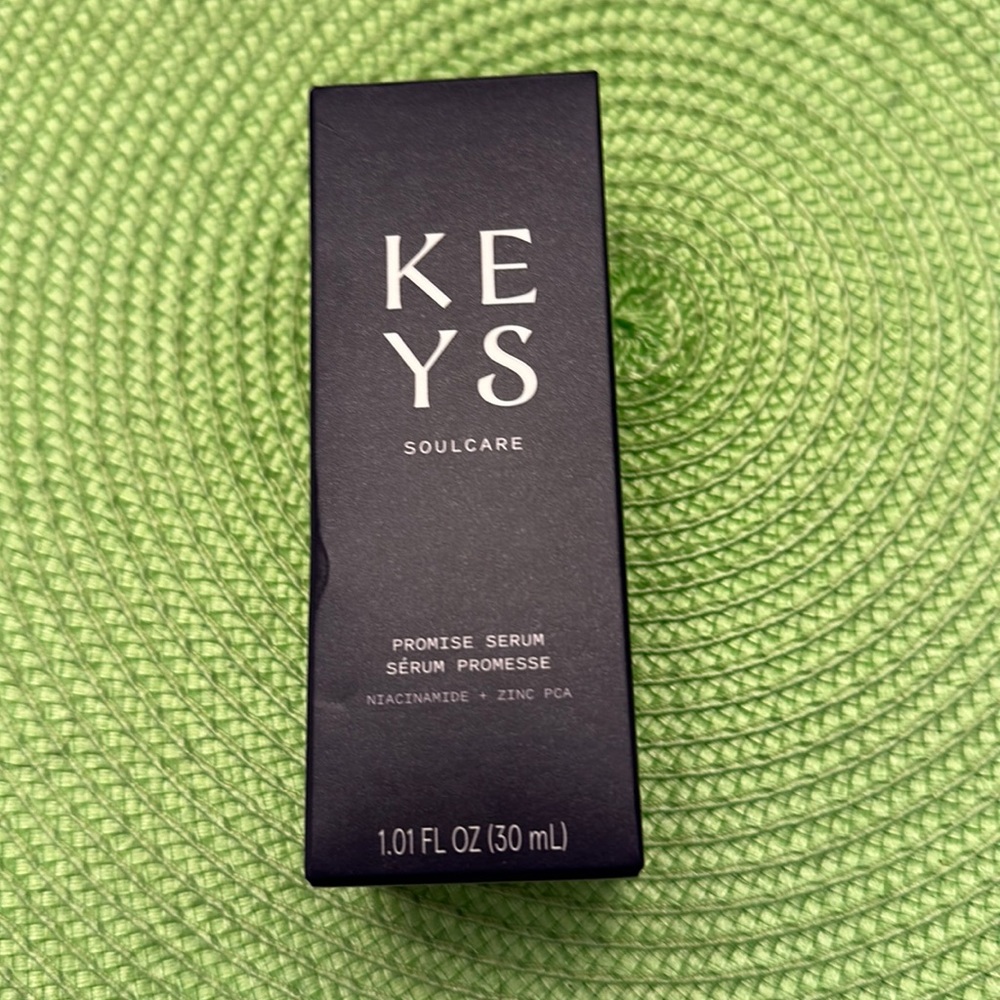 KE
YS
SOULCARE
PROMISE SERUM
SÉRUM PROMESSE
NIACINAMIDE + ZINC PCA
1.01 FL OZ (30 mL)